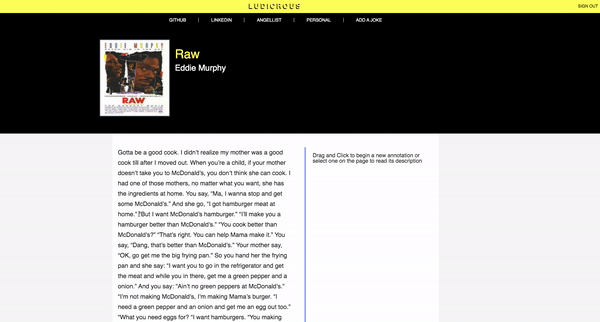 LUDICROUS
SIGN OUT
GITHUB | LINKEDIN | ANGELLIST | PERSONAL | ADD A JOKE
EDDIE MURPHY
RAW
Raw
Eddie Murphy
Gotta be a good cook. I didn't realize my mother was a good
cook till after I moved out. When you're a child, if your mother
doesn't take you to McDonald's, you don't think she can cook. I
had one of those mothers, no matter what you want, she has
the ingredients at home. You say, "Ma, I wanna stop and get
some McDonald's." And she go, "I got hamburger meat at
home." "But I want McDonald's hamburger." "I'll make you a
hamburger better than McDonald's." "You cook better than
McDonald's?" "That's right. You can help Mama make it." You
say, "Dang, that's better than McDonald's." Your mother say,
"OK, go get me the big frying pan." So you hand her the frying
pan and she say: "I want you to go in the refrigerator and get
the meat and while you in there, get me a green pepper and a
onion." And you say: "Ain't no green peppers at McDonald's."
"I'm not making McDonald's, I'm making Mama's burger. "I
need a green pepper and an onion and get me an egg out too."
"What you need eggs for? "I want hamburgers. "You making
Drag and Click to begin a new annotation or
select one on the page to read its description